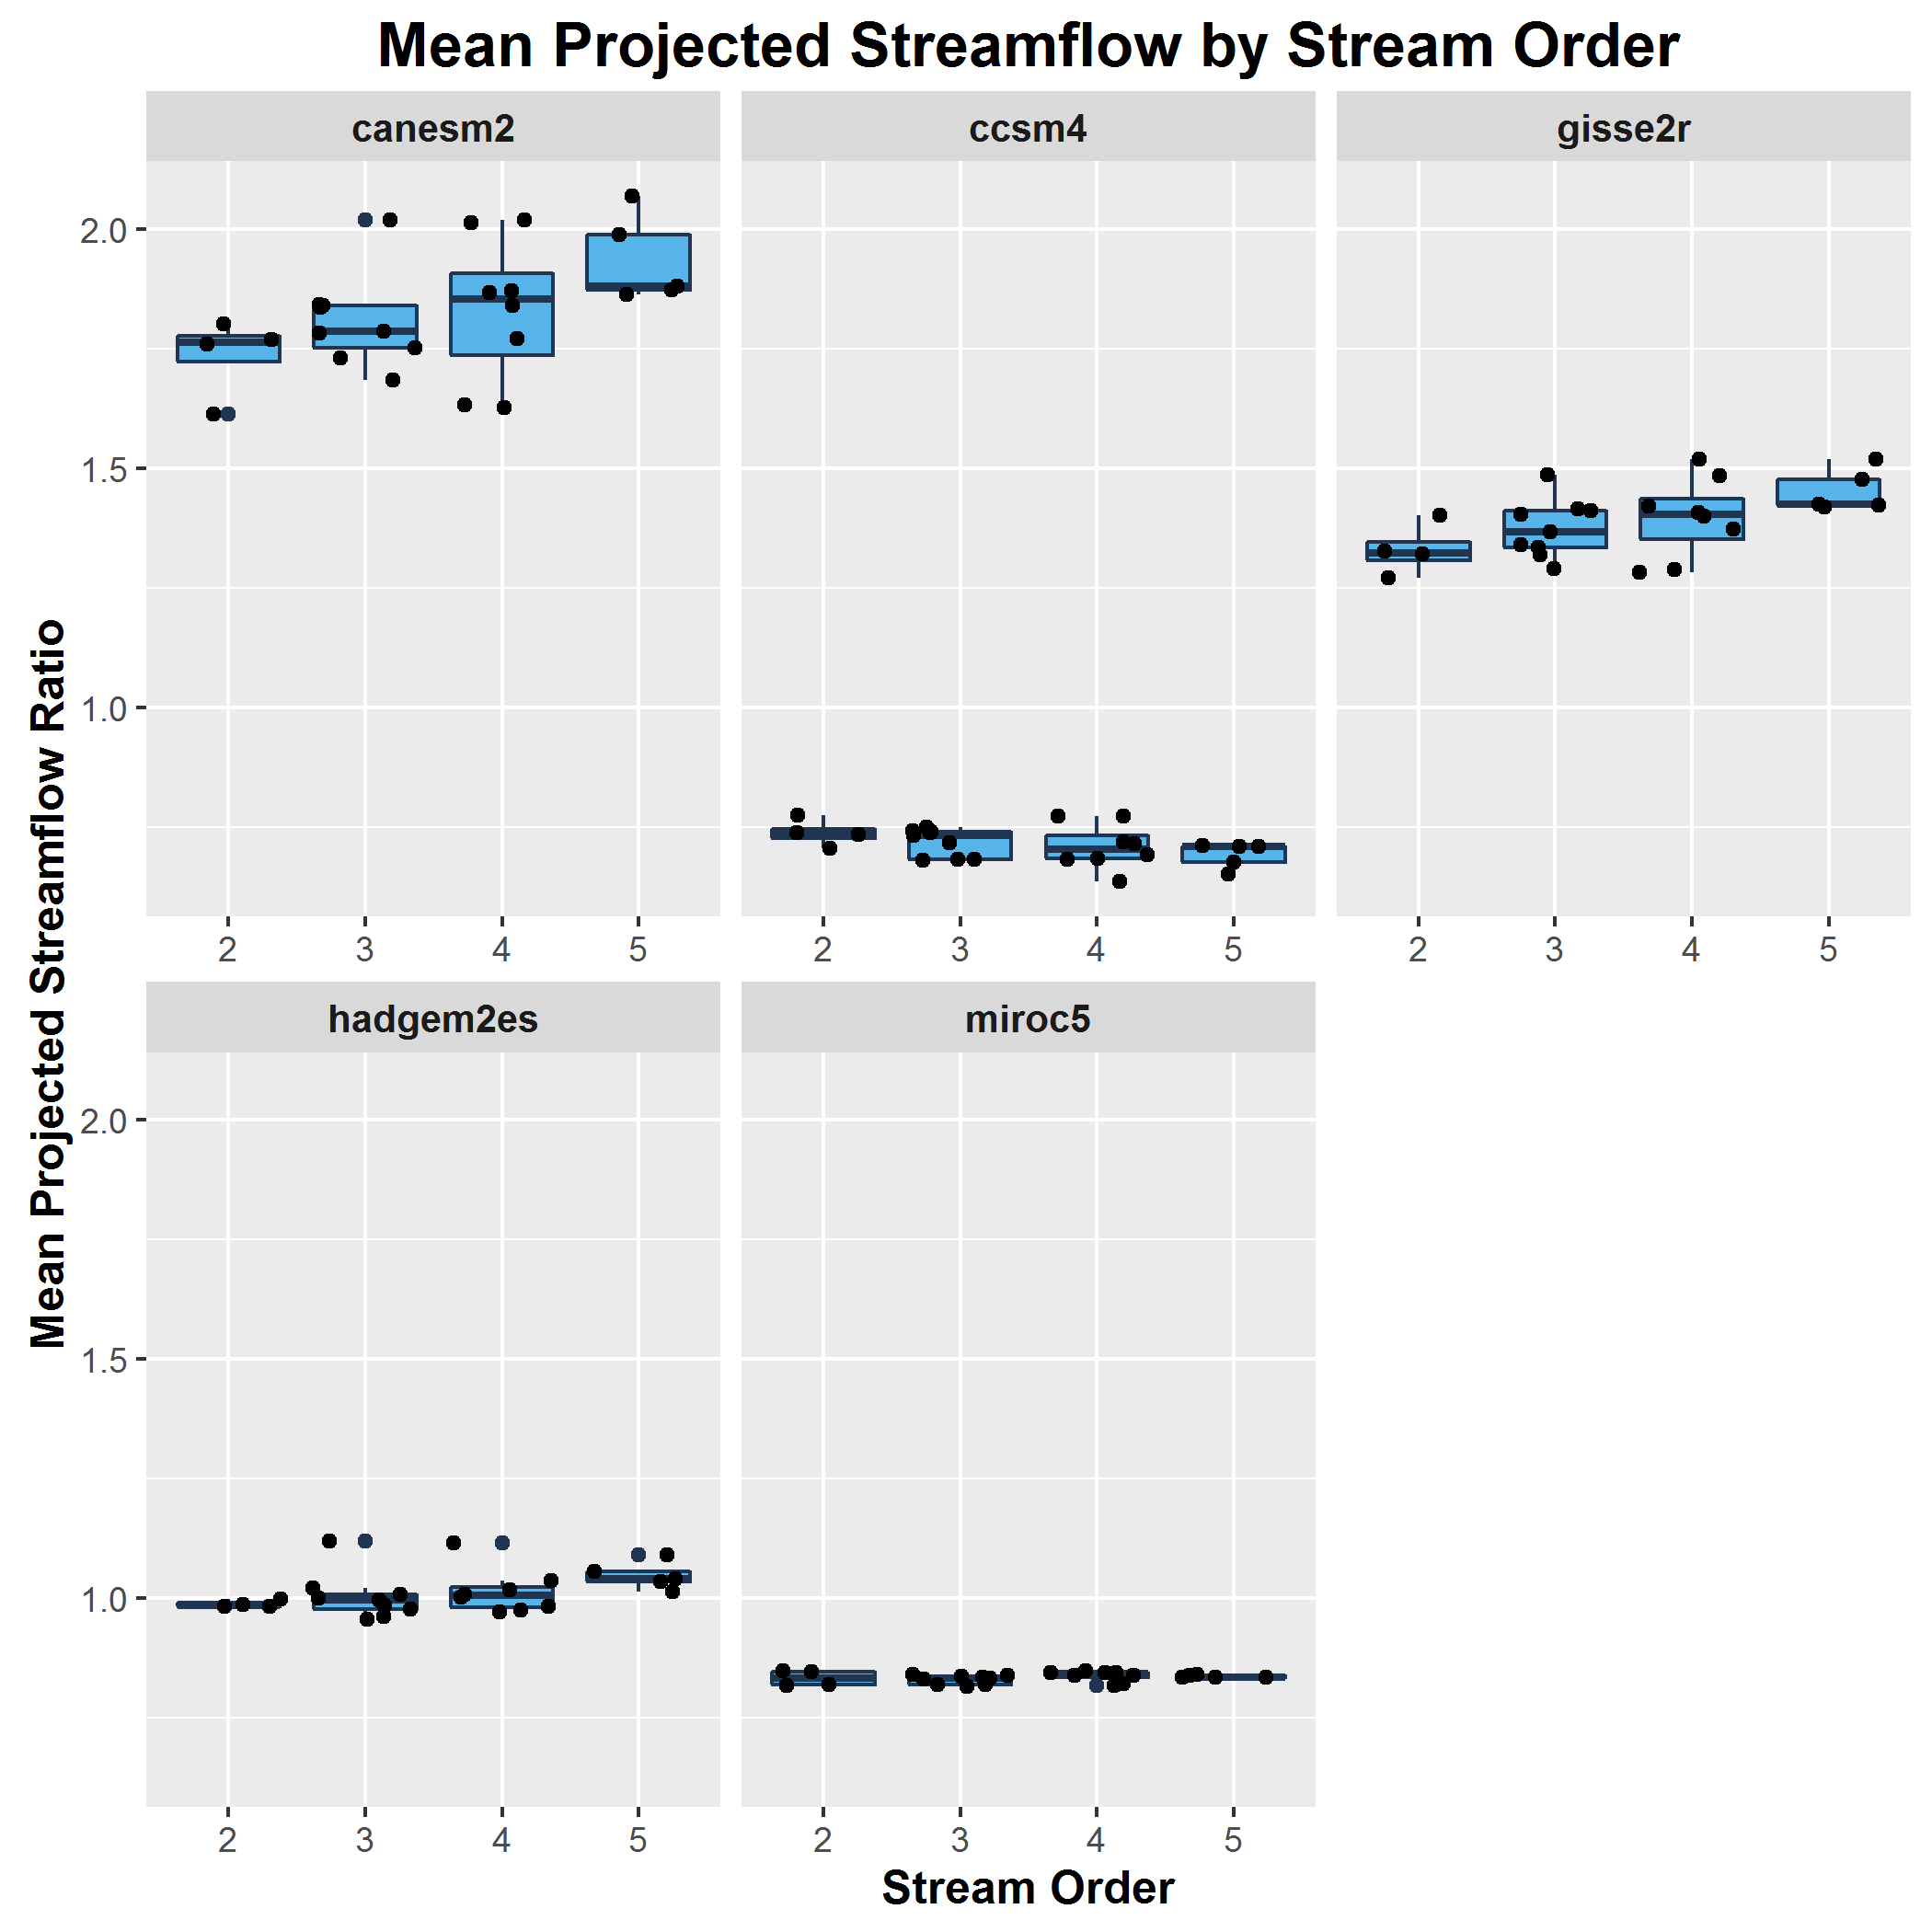 Mean Projected Streamflow by Stream Order
canesm2
ccsm4
gisse2r
2.0
1.5
1.0
2 3 4 5
2 3 4 5
2 3 4 5
Mean Projected Streamflow Ratio
hadgem2es
miroc5
2.0
1.5
1.0
2 3 4 5
2 3 4 5
Stream Order